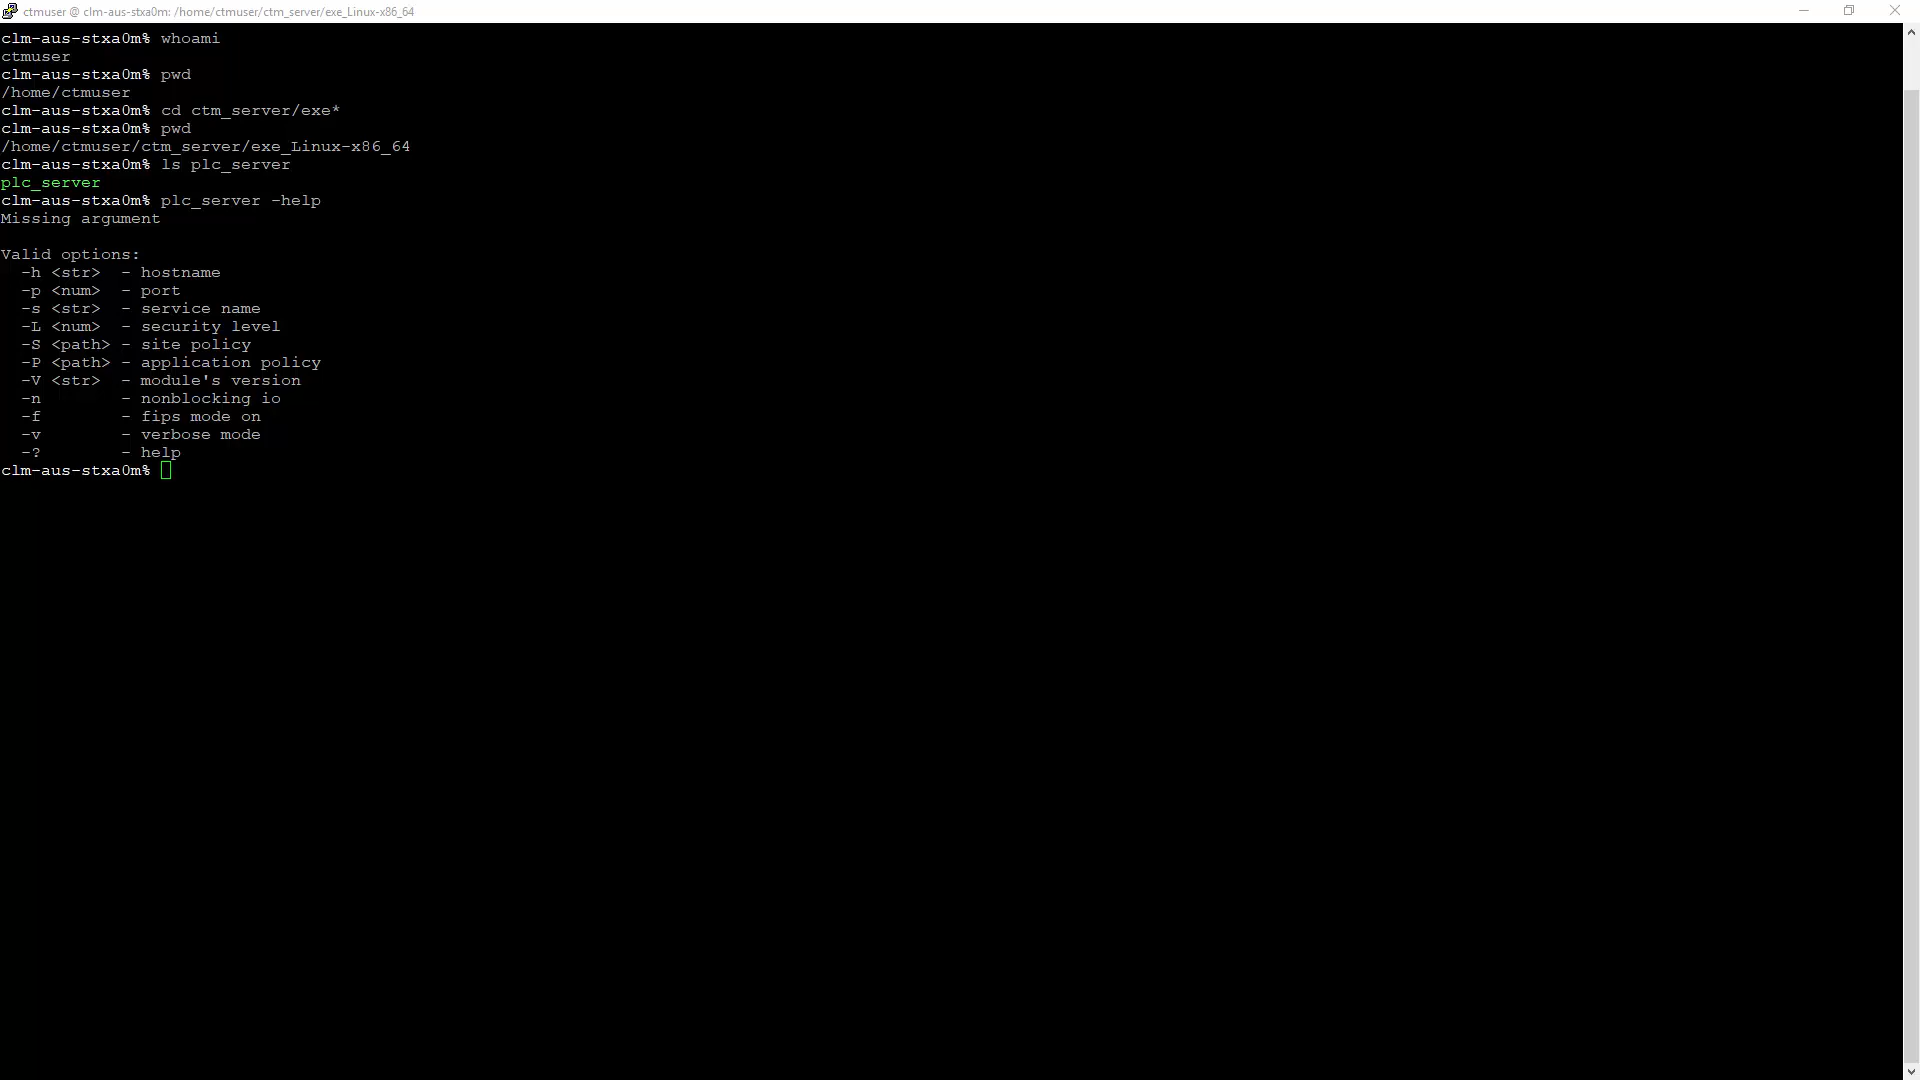 ctmuser @ clm-aus-stxa0m: /home/ctmuser/ctm_server/exe_Linux-x86_64
clm-aus-stxa0m% whoami
ctmuser
clm-aus-stxa0m% pwd
/home/ctmuser
clm-aus-stxa0m% cd ctm_server/exe*
clm-aus-stxa0m% pwd
/home/ctmuser/ctm_server/exe_Linux-x86_64
clm-aus-stxa0m% ls plc_server
plc_server
clm-aus-stxa0m% plc_server -help
Missing argument
Valid options:
  -h <str>  - hostname
  -p <num>  - port
  -s <str>  - service name
  -L <num>  - security level
  -S <path> - site policy
  -P <path> - application policy
  -V <str>  - module's version
  -n        - nonblocking io
  -f        - fips mode on
  -v        - verbose mode
  -?        - help
clm-aus-stxa0m%